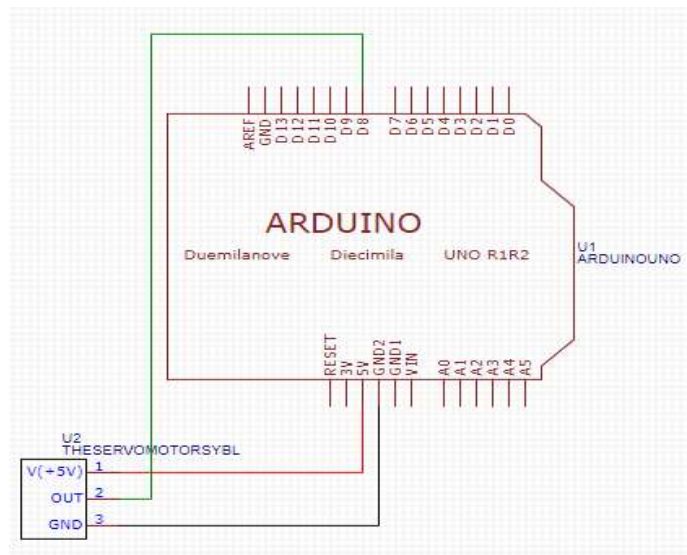 AREF
GND
D13
D12
D11
D10
D9
D8
D7
D6
D5
D4
D3
D2
D1
D0
ARDUINO
Duemilanove Diecimila UNO R1R2
U1
ARDUINOUNO
RESET
3V
5V
GND2
GND1
VIN
A0
A1
A2
A3
A4
A5
U2
THESERVOMOTORSYBL
V(+5V) 1
OUT 2
GND 3